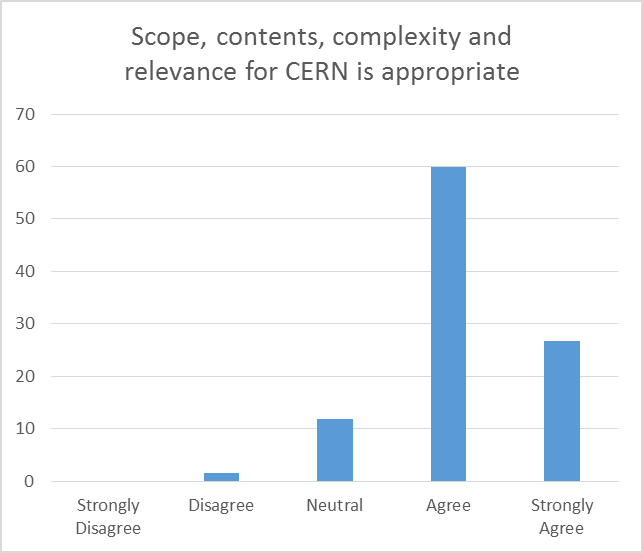 Scope, contents, complexity and
relevance for CERN is appropriate
70
60
50
40
30
20
10
0
Strongly
Disagree
Disagree
Neutral
Agree
Strongly
Agree